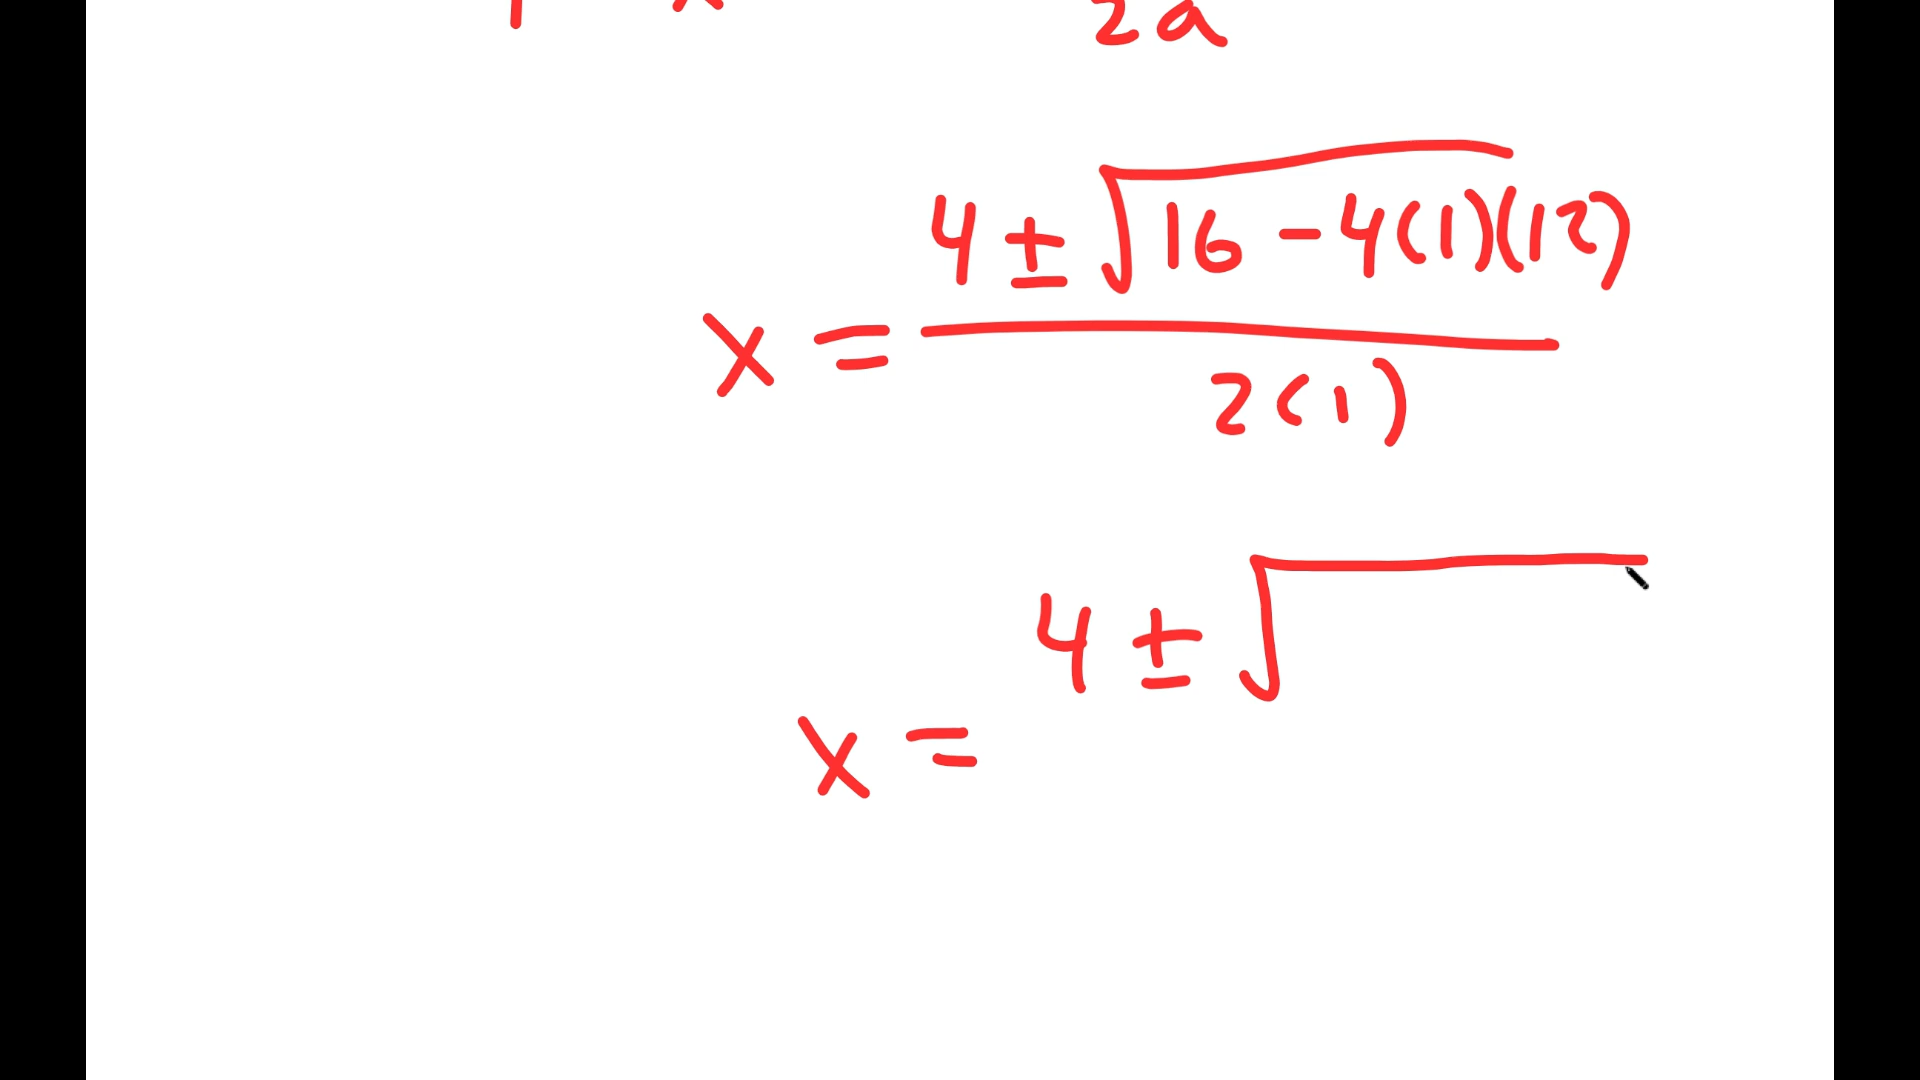 2a
x = 4 ± √16 - 4(1)(12)
2(1)
x = 4 ± √